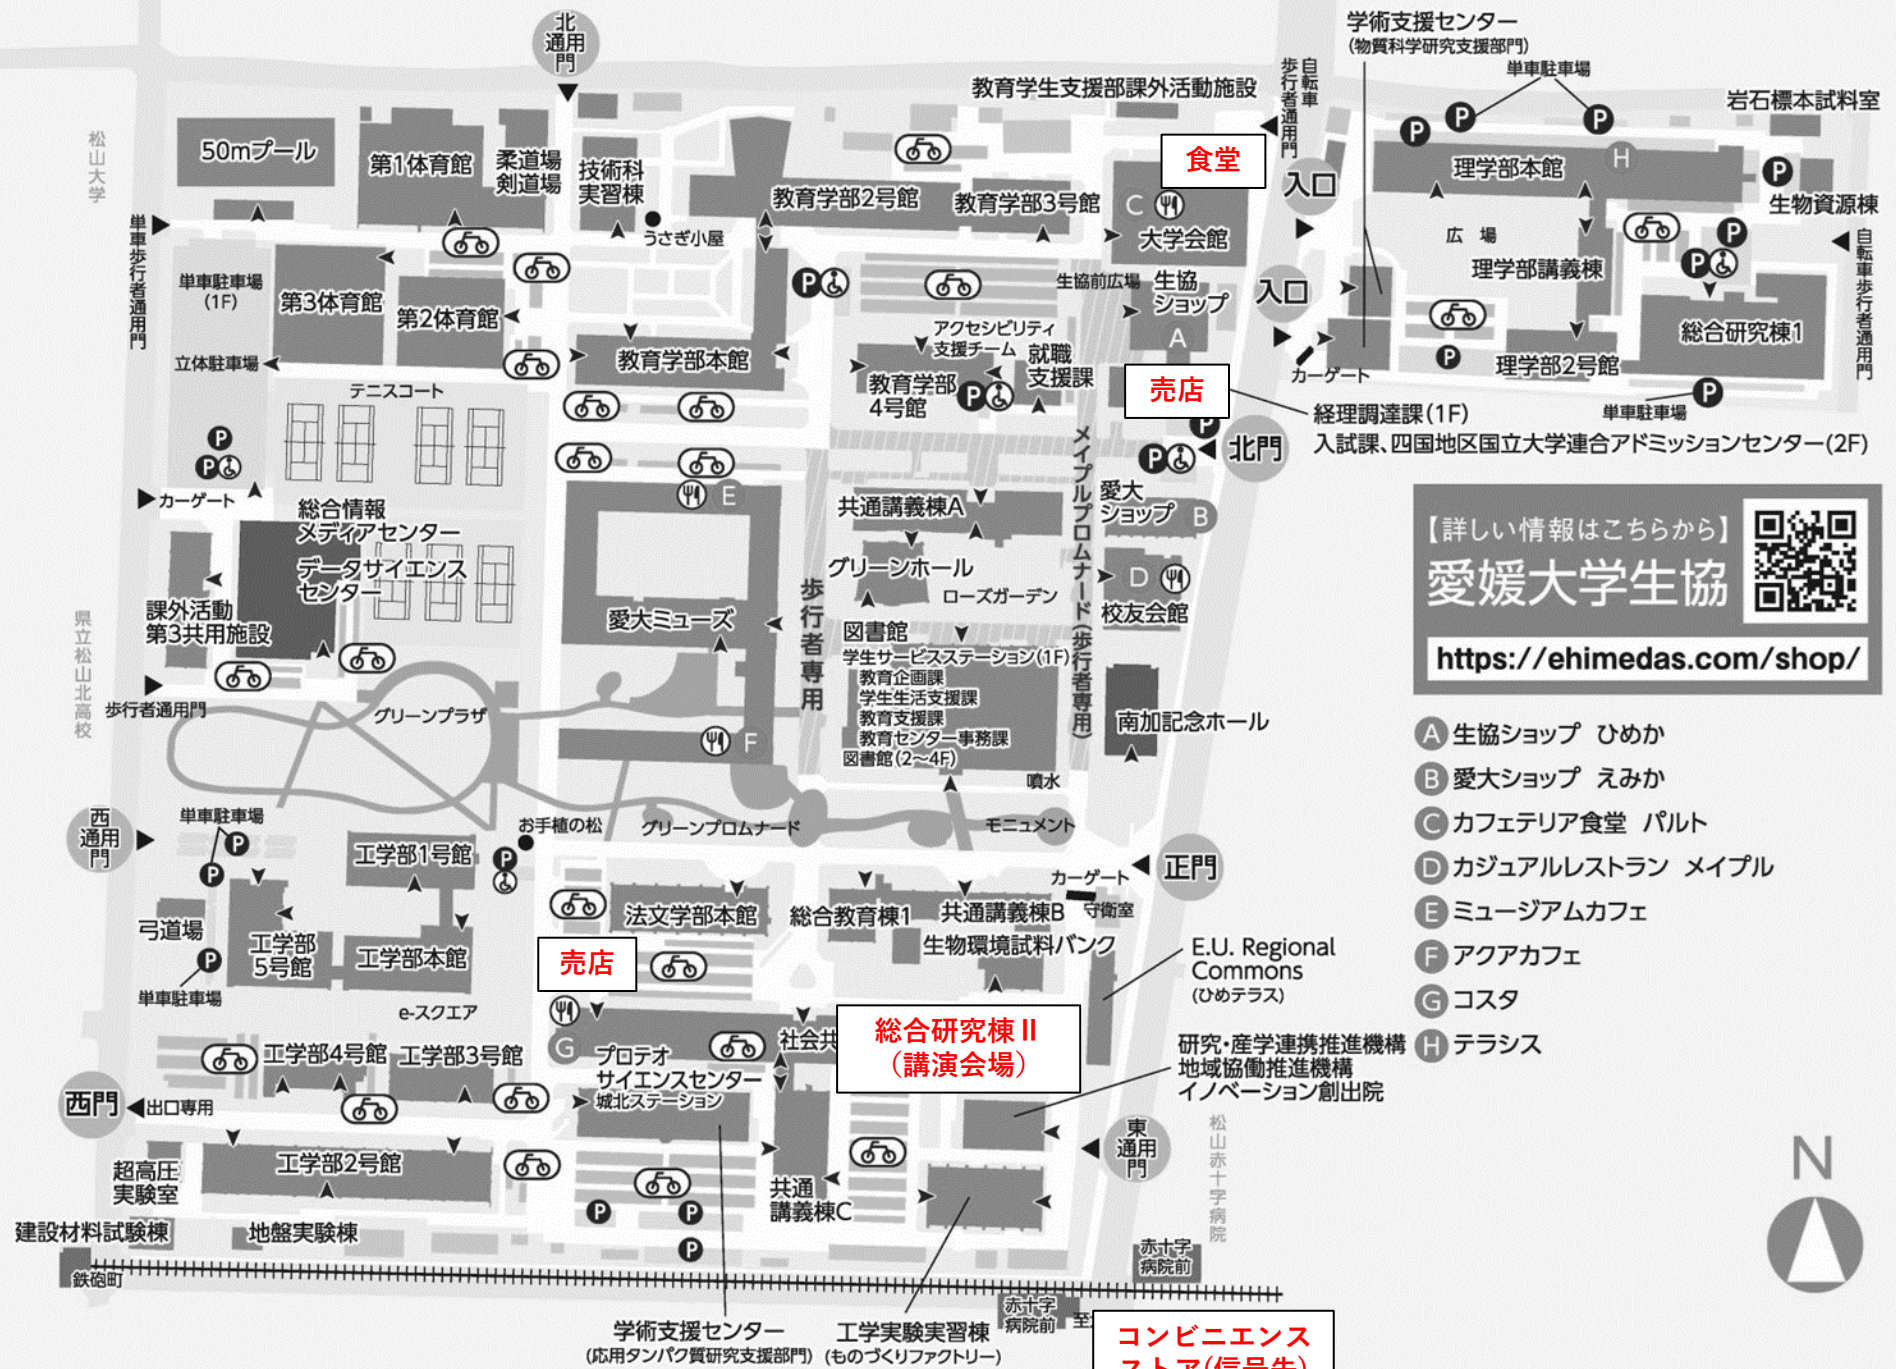 北
通用
門
学術支援センター
(物質科学研究支援部門)
単車駐車場
自転車
歩行者通用門
教育学生支援部課外活動施設
岩石標本試料室
松山大学
50mプール
第1体育館
柔道場
剣道場
技術科
実習棟
うさぎ小屋
教育学部2号館
教育学部3号館
食堂
C
大学会館
入口
理学部本館
H
P
生物資源棟
単車歩行者通用門
単車駐車場
(1F)
第3体育館
第2体育館
立体駐車場
教育学部本館
生協前広場
生協
ショップ
A
入口
広 場
理学部講義棟
自転車歩行者通用門
総合研究棟1
理学部2号館
カーゲート
単車駐車場
アクセシビリティ
支援チーム
就職
支援課
教育学部
4号館
売店
経理調達課(1F)
入試課、四国地区国立大学連合アドミッションセンター(2F)
テニスコート
北門
カーゲート
総合情報
メディアセンター
データサイエンス
センター
課外活動
第3共用施設
E
共通講義棟A
愛大
ショップ
B
メイプルプロムナード(歩行者専用)
グリーンホール
ローズガーデン
D
校友会館
愛大ミューズ
歩行者専用
図書館
学生サービスステーション(1F)
教育企画課
学生生活支援課
教育支援課
教育センター事務課
図書館(2〜4F)
南加記念ホール
県立松山北高校
歩行者通用門
グリーンプラザ
F
噴水
【詳しい情報はこちらから】
愛媛大学生協
https://ehimedas.com/shop/
A 生協ショップ ひめか
B 愛大ショップ えみか
C カフェテリア食堂 パルト
D カジュアルレストラン メイプル
E ミュージアムカフェ
F アクアカフェ
G コスタ
H テラシス
西
通用
門
単車駐車場
お手植の松
グリーンプロムナード
モニュメント
工学部1号館
正門
カーゲート
守衛室
弓道場
工学部
5号館
工学部本館
単車駐車場
e-スクエア
法文学部本館
総合教育棟1
共通講義棟B
生物環境試料バンク
E.U. Regional
Commons
(ひめテラス)
売店
G
社会共
総合研究棟Ⅱ
(講演会場)
研究・産学連携推進機構
地域協働推進機構
イノベーション創出院
工学部4号館
工学部3号館
プロテオ
サイエンスセンター
城北ステーション
西門
出口専用
東
通用
門
松山赤十字病院
超高圧
実験室
工学部2号館
共通
講義棟C
建設材料試験棟
地盤実験棟
鉄砲町
赤十字
病院前
赤十字
病院前
至
学術支援センター
(応用タンパク質研究支援部門)
工学実験実習棟
(ものづくりファクトリー)
コンビニエンス
ストア(信号先)
N